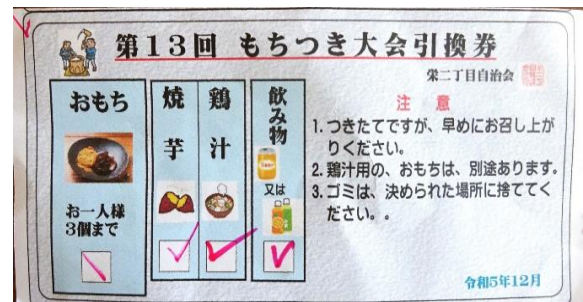 第13回 もちつき大会引換券
栄二丁目自治会
おもち
お一人様
3個まで
焼芋
鶏汁
飲み物
又は
注 意
1.つきたてですが、早めにお召し上が
りください。
2.鶏汁用の、おもちは、別途あります。
3.ゴミは、決められた場所に捨ててく
ださい。。
令和5年12月